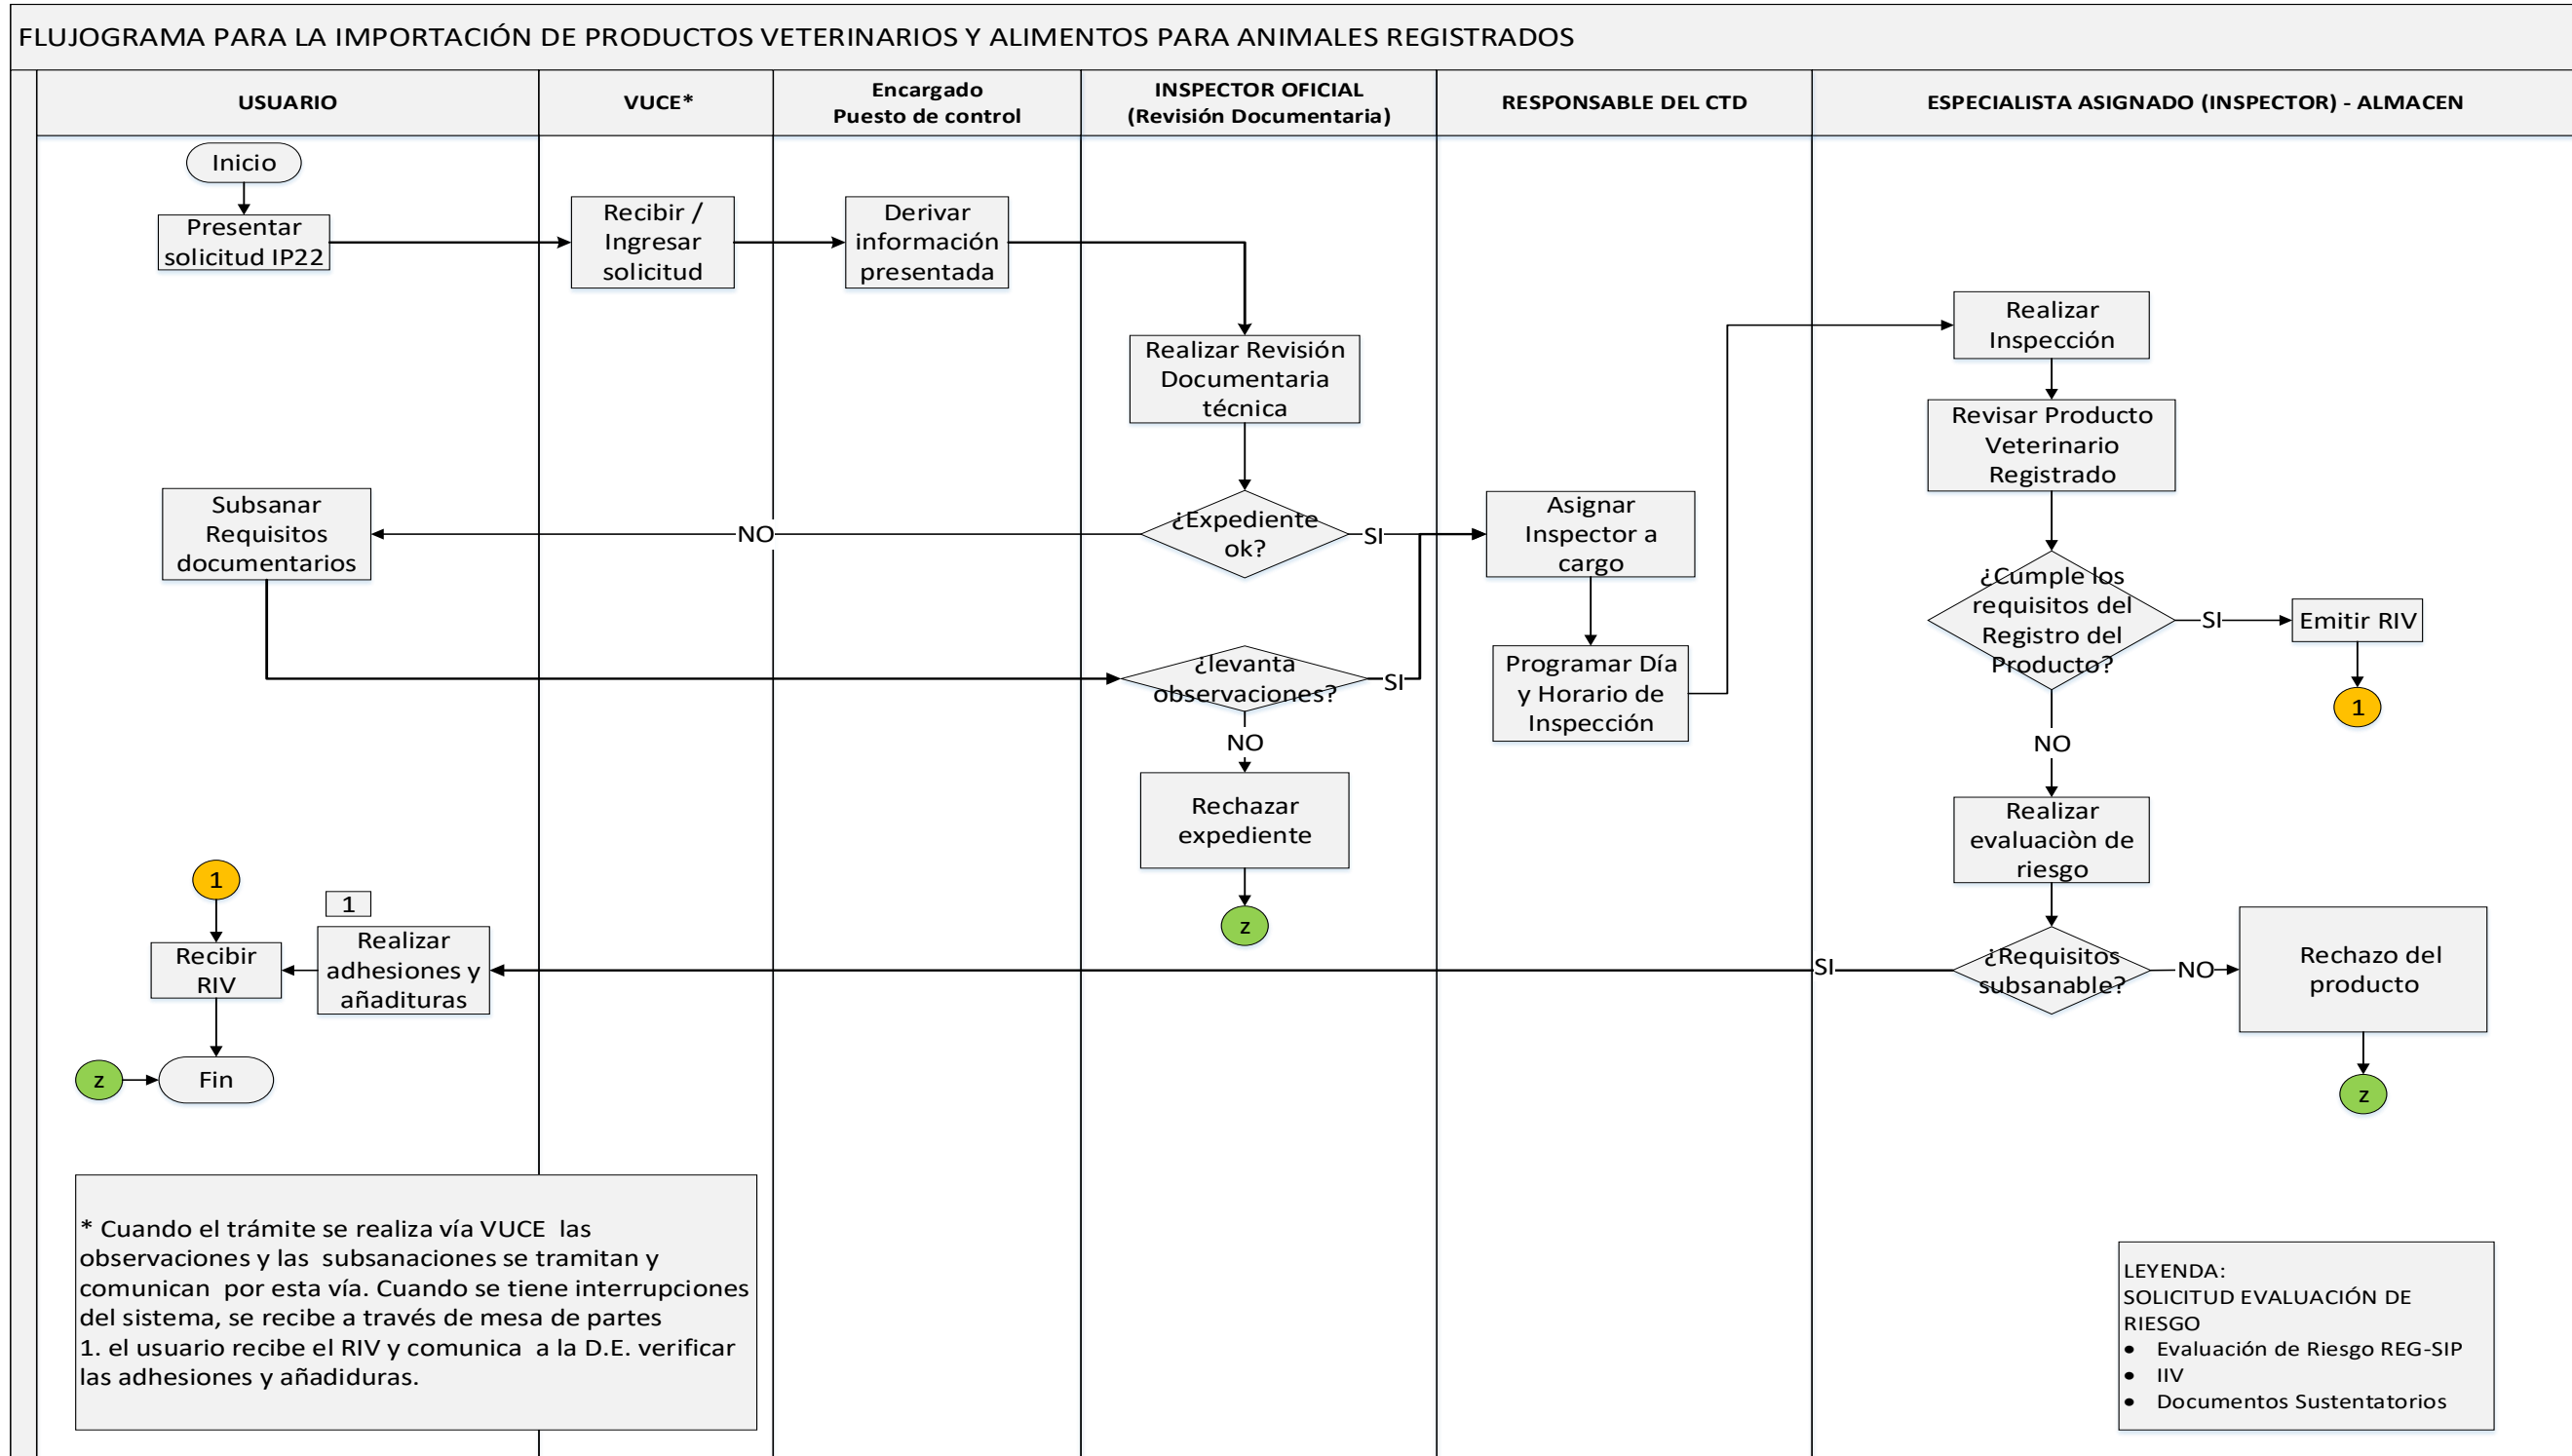 FLUJOGRAMA PARA LA IMPORTACIÓN DE PRODUCTOS VETERINARIOS Y ALIMENTOS PARA ANIMALES REGISTRADOS
USUARIO
VUCE*
Encargado
Puesto de control
INSPECTOR OFICIAL
(Revisión Documentaria)
RESPONSABLE DEL CTD
ESPECIALISTA ASIGNADO (INSPECTOR) - ALMACEN
Inicio
Presentar
solicitud IP22
Recibir /
Ingresar
solicitud
Derivar
información
presentada
Realizar Revisión
Documentaria
técnica
¿Expediente
ok?
NO
SI
Subsanar
Requisitos
documentarios
¿levanta
observaciones?
SI
NO
Rechazar
expediente
z
Asignar
Inspector a
cargo
Programar Día
y Horario de
Inspección
Realizar
Inspección
Revisar Producto
Veterinario
Registrado
¿Cumple los
requisitos del
Registro del
Producto?
SI
Emitir RIV
1
NO
Realizar
evaluaciòn de
riesgo
¿Requisitos
subsanable?
NO
Rechazo del
producto
z
SI
1
Realizar
adhesiones y
añadituras
1
Recibir
RIV
z
Fin
* Cuando el trámite se realiza vía VUCE las
observaciones y las subsanaciones se tramitan y
comunican por esta vía. Cuando se tiene interrupciones
del sistema, se recibe a través de mesa de partes
1. el usuario recibe el RIV y comunica a la D.E. verificar
las adhesiones y añadiduras.
LEYENDA:
SOLICITUD EVALUACIÓN DE
RIESGO
• Evaluación de Riesgo REG-SIP
• IIV
• Documentos Sustentatorios